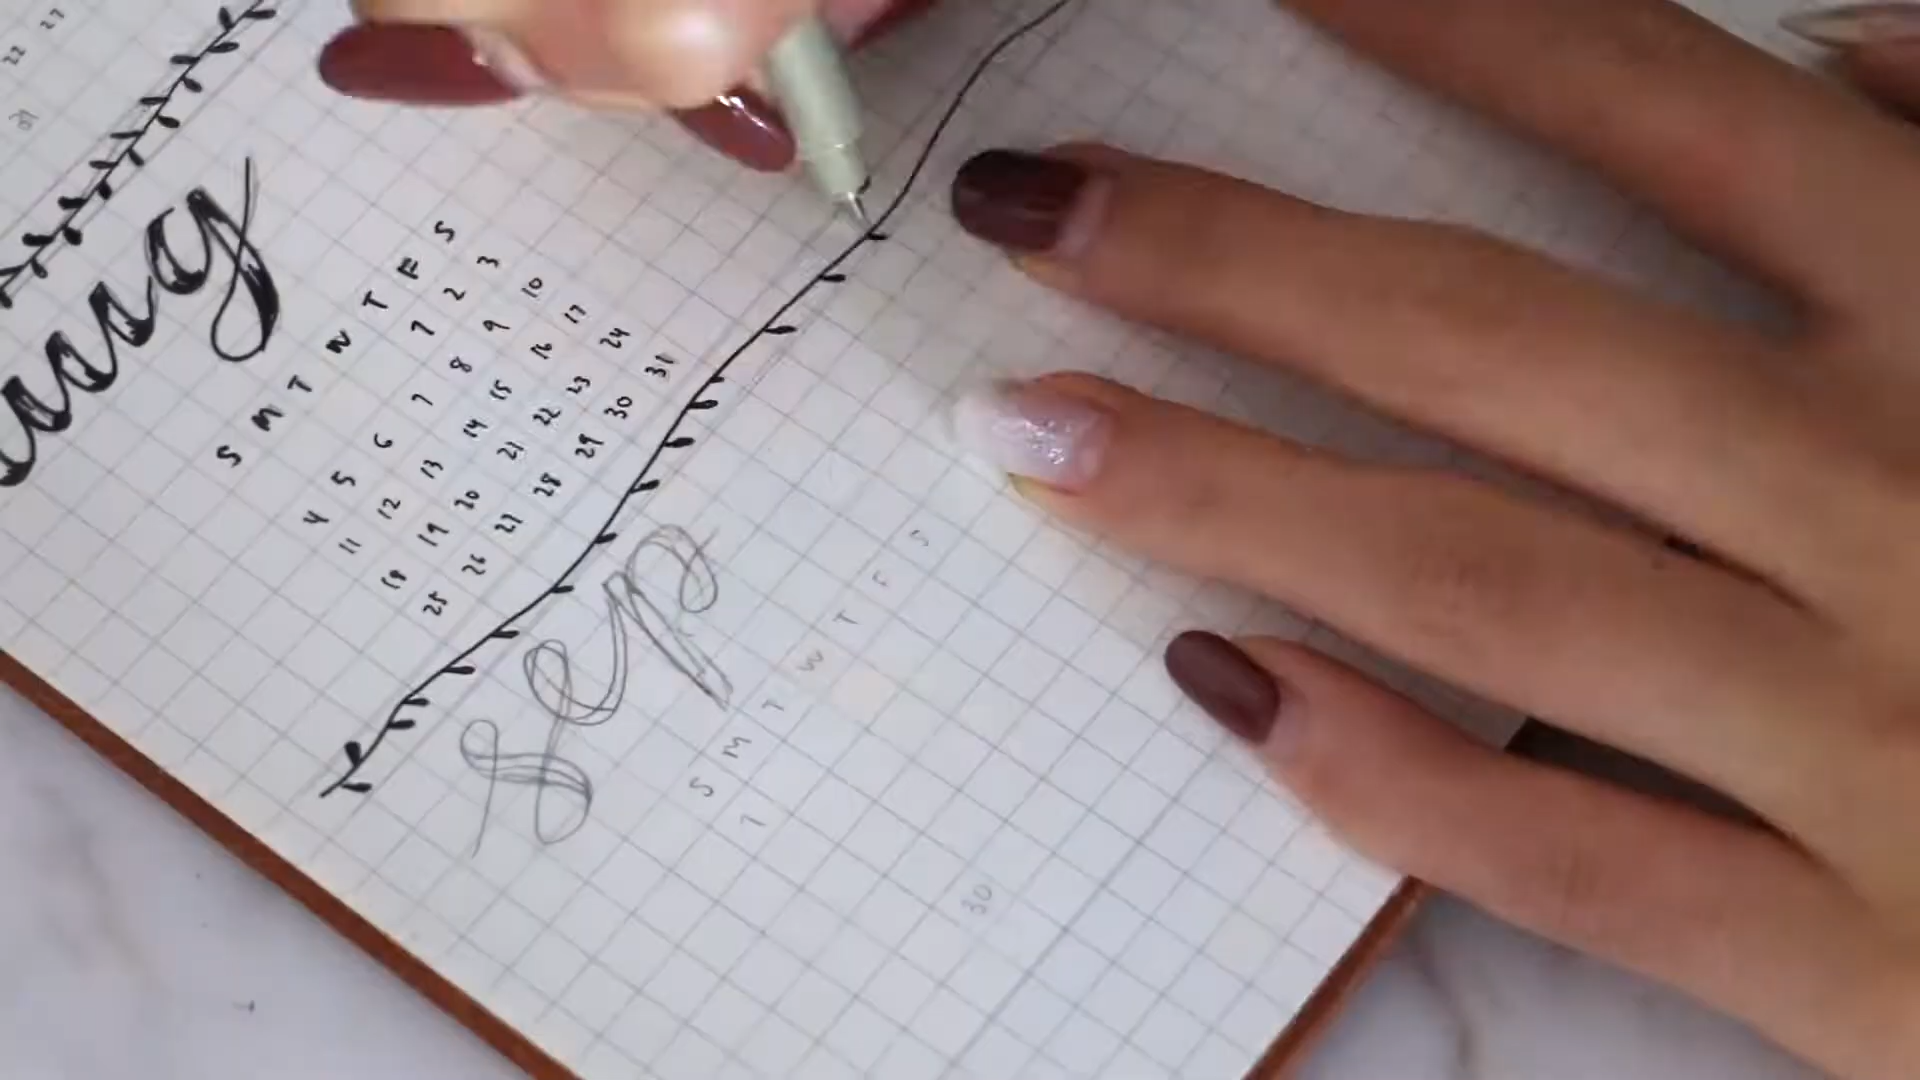 aug
S M T W T F S
1 2 3
4 5 6 7 8 9 10
11 12 13 14 15 16 17
18 19 20 21 22 23 24
25 26 27 28 29 30 31
sep
S M T W T F S
1
30